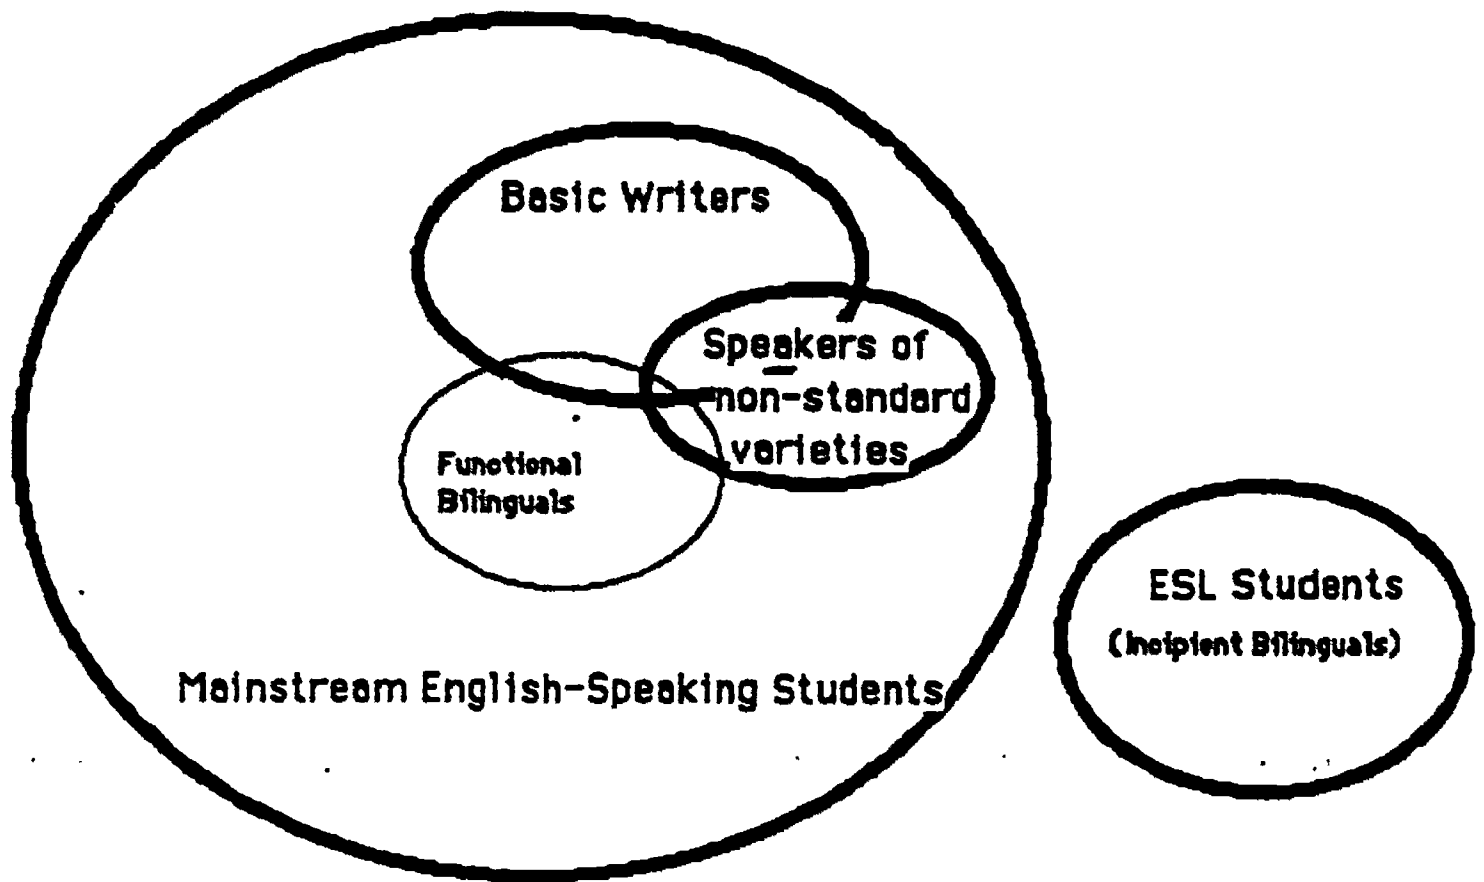 Basic Writers
Speakers of
non-standard
varieties
Functional
Bilinguals
ESL Students
(Incipient Bilinguals)
Mainstream English-Speaking Students